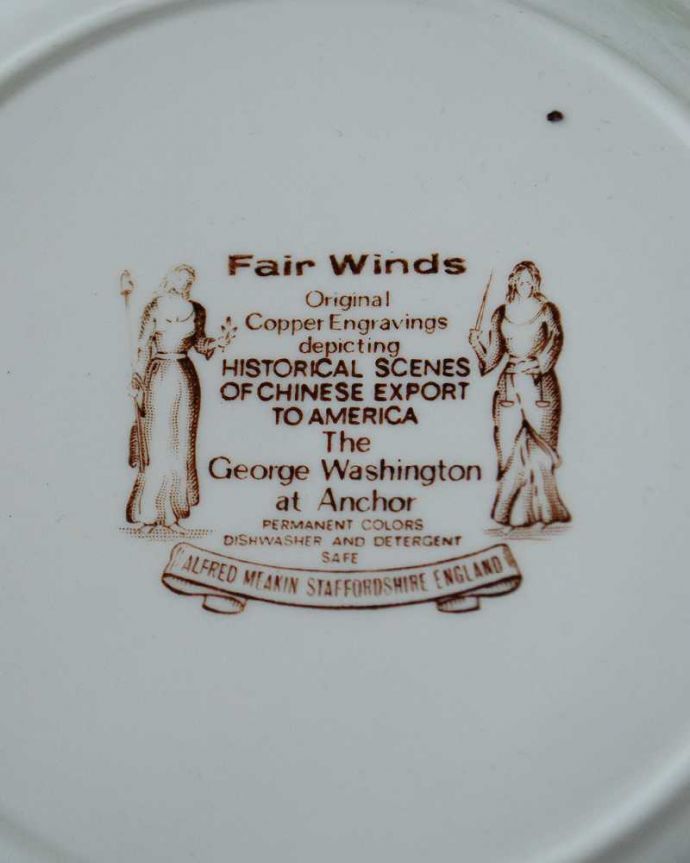 Fair Winds
Original
Copper Engravings
depicting
HISTORICAL SCENES
OF CHINESE EXPORT
TO AMERICA
The
George Washington
at Anchor
PERMANENT COLORS
DISHWASHER AND DETERGENT
SAFE
ALFRED MEAKIN STAFFORDSHIRE ENGLAND